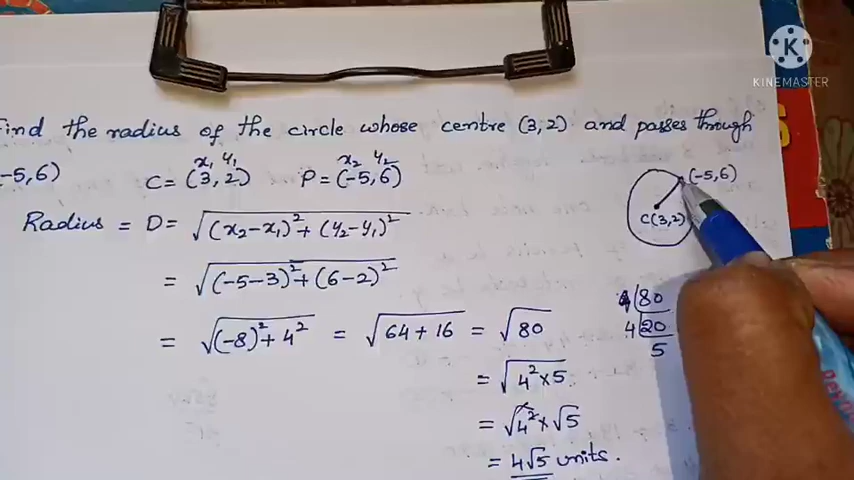 Find the radius of the circle whose centre (3,2) and passes through
(-5,6)
x₁ y₁
C = (3,2)
x₂ y₂
P = (-5,6)
Radius = D = √((x₂-x₁)²+(y₂-y₁)²)
= √((-5-3)²+(6-2)²)
= √((-8)²+4²) = √(64+16) = √80
= √(4²×5)
= √4² × √5
= 4√5 units.
(-5,6)
C(3,2)
4 80
4 20
5
K
KINEMASTER